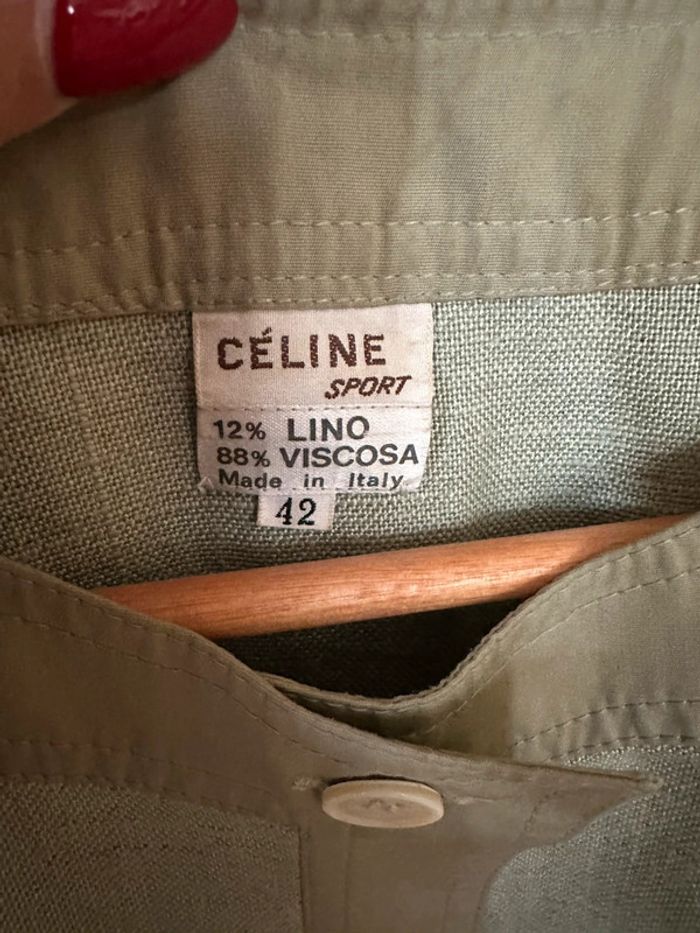 CÉLINE
SPORT
12% LINO
88% VISCOSA
Made in Italy
42